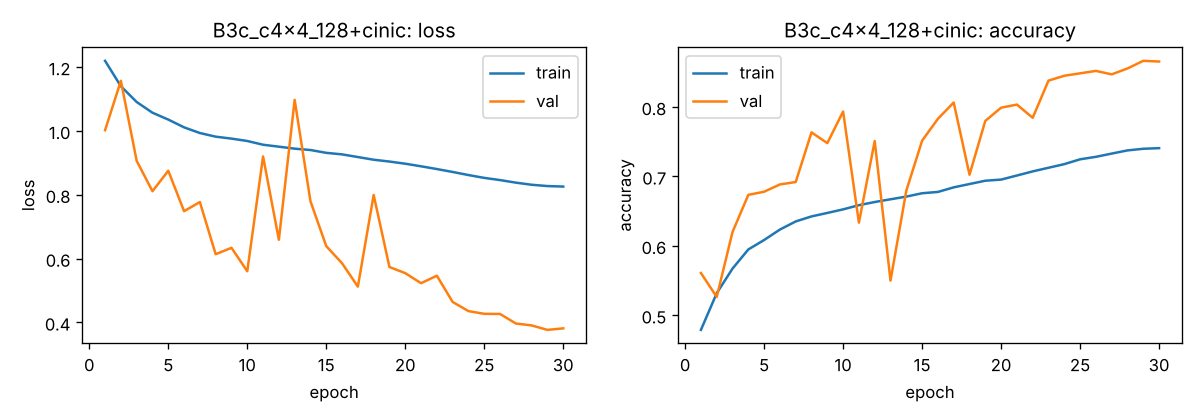 B3c_c4×4_128+cinic: loss
train
val
loss
1.2
1.0
0.8
0.6
0.4
0 5 10 15 20 25 30
epoch
B3c_c4×4_128+cinic: accuracy
train
val
accuracy
0.8
0.7
0.6
0.5
0 5 10 15 20 25 30
epoch